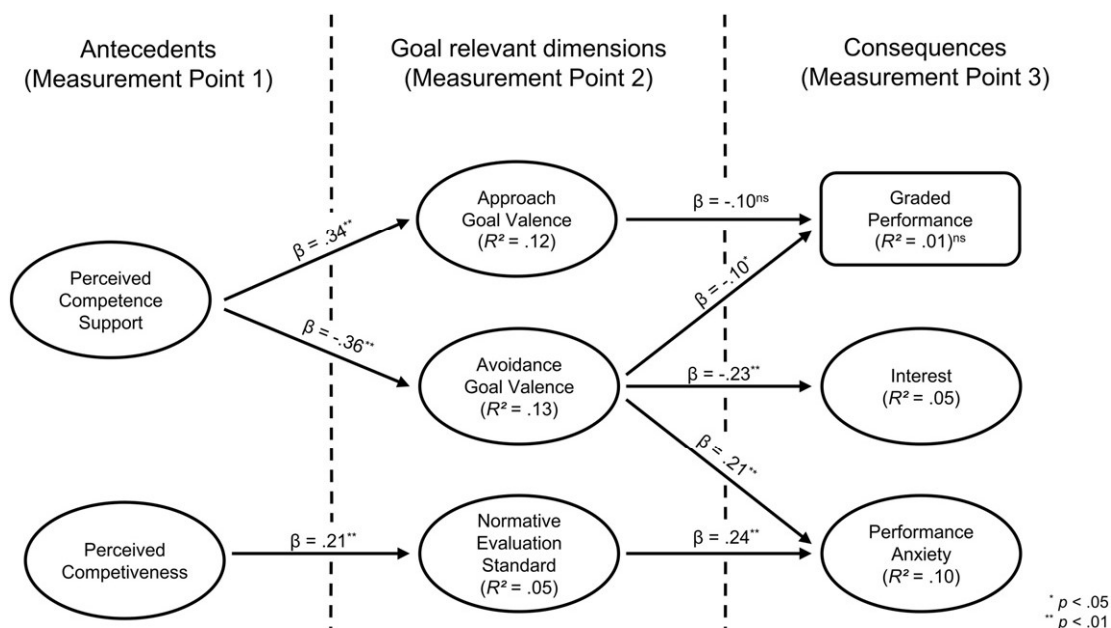 Antecedents
(Measurement Point 1)
Goal relevant dimensions
(Measurement Point 2)
Consequences
(Measurement Point 3)
Perceived
Competence
Support
β = .34**
β = -.36**
Approach
Goal Valence
(R² = .12)
β = -.10ns
Graded
Performance
(R² = .01)ns
β = -.10*
Avoidance
Goal Valence
(R² = .13)
β = -.23**
Interest
(R² = .05)
β = .21**
Perceived
Competiveness
β = .21**
Normative
Evaluation
Standard
(R² = .05)
β = .24**
Performance
Anxiety
(R² = .10)
* p < .05
** p < .01